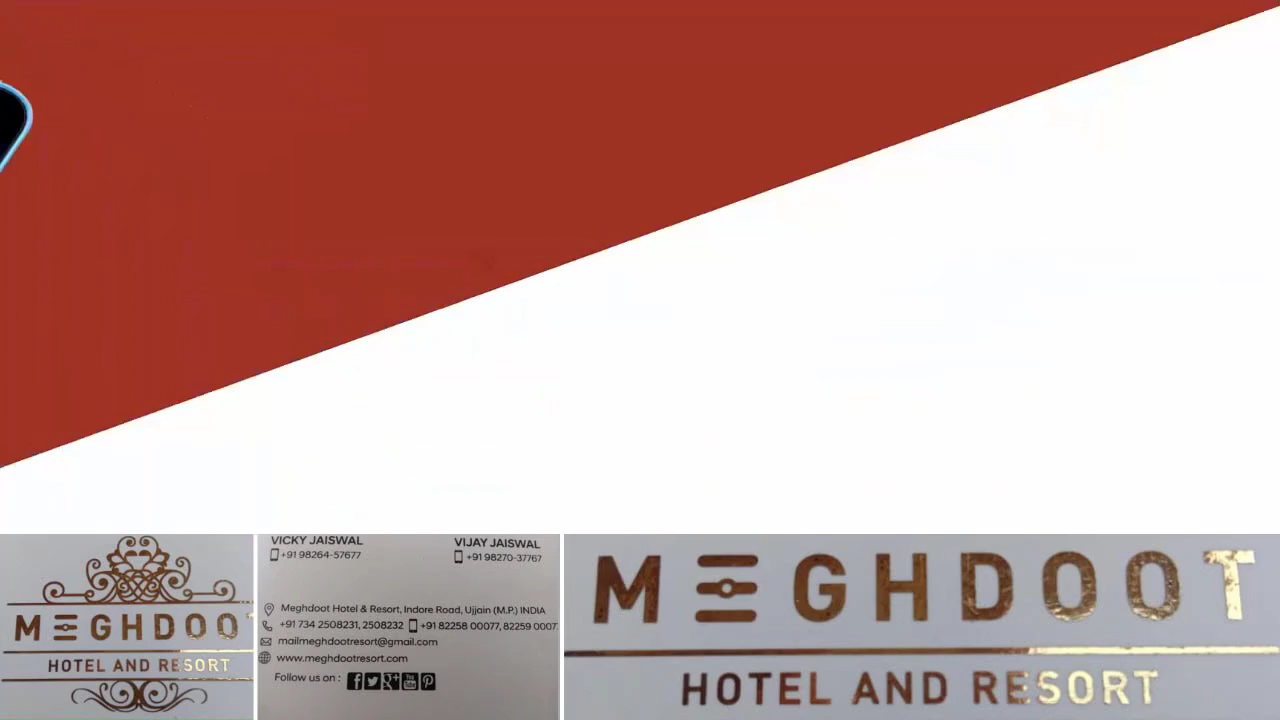 MEGHDOOT
HOTEL AND RESORT
VICKY JAISWAL
+91 98264-57677
VIJAY JAISWAL
+91 98270-37767
Meghdoot Hotel & Resort, Indore Road, Ujjain (M.P.) INDIA
+91 734 2508231, 2508232 +91 82258 00077, 82259 0007
mailmeghdootresort@gmail.com
www.meghdootresort.com
Follow us on :
MEGHDOOT
HOTEL AND RESORT